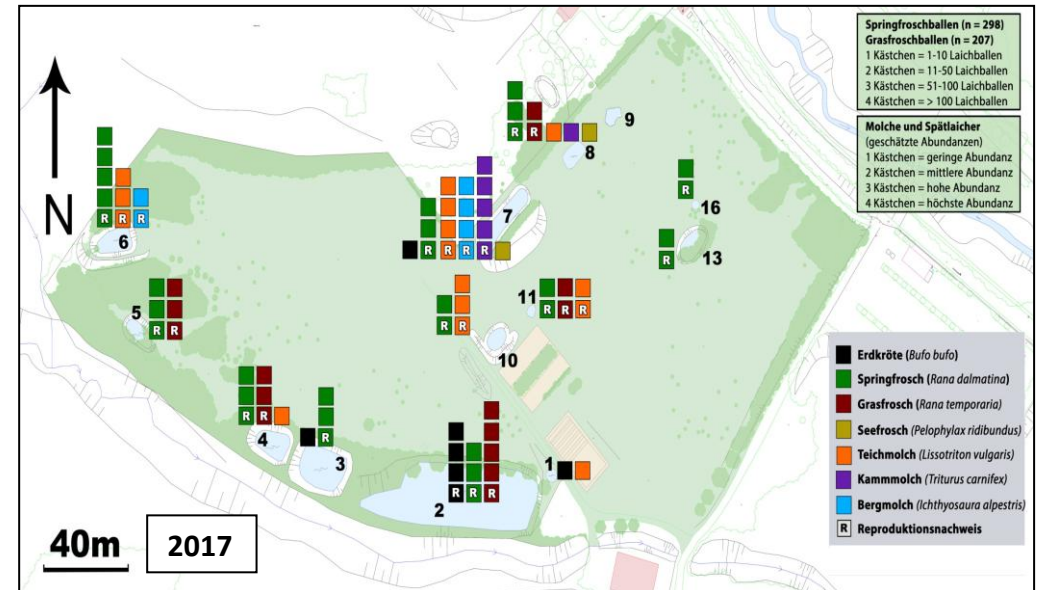 Springfroschballen (n = 298)
Grasfroschballen (n = 207)
1 Kästchen = 1-10 Laichballen
2 Kästchen = 11-50 Laichballen
3 Kästchen = 51-100 Laichballen
4 Kästchen = > 100 Laichballen
Molche und Spätlaicher
(geschätzte Abundanzen)
1 Kästchen = geringe Abundanz
2 Kästchen = mittlere Abundanz
3 Kästchen = hohe Abundanz
4 Kästchen = höchste Abundanz
N
R R
9
8
R
16
R R R
6
7
R R R R
R
13
5
R R
11
R R R
R R
10
R R
4
R
3
1
R R R
2
Erdkröte (Bufo bufo)
Springfrosch (Rana dalmatina)
Grasfrosch (Rana temporaria)
Seefrosch (Pelophylax ridibundus)
Teichmolch (Lissotriton vulgaris)
Kammmolch (Triturus carnifex)
Bergmolch (Ichthyosaura alpestris)
R Reproduktionsnachweis
40m
2017